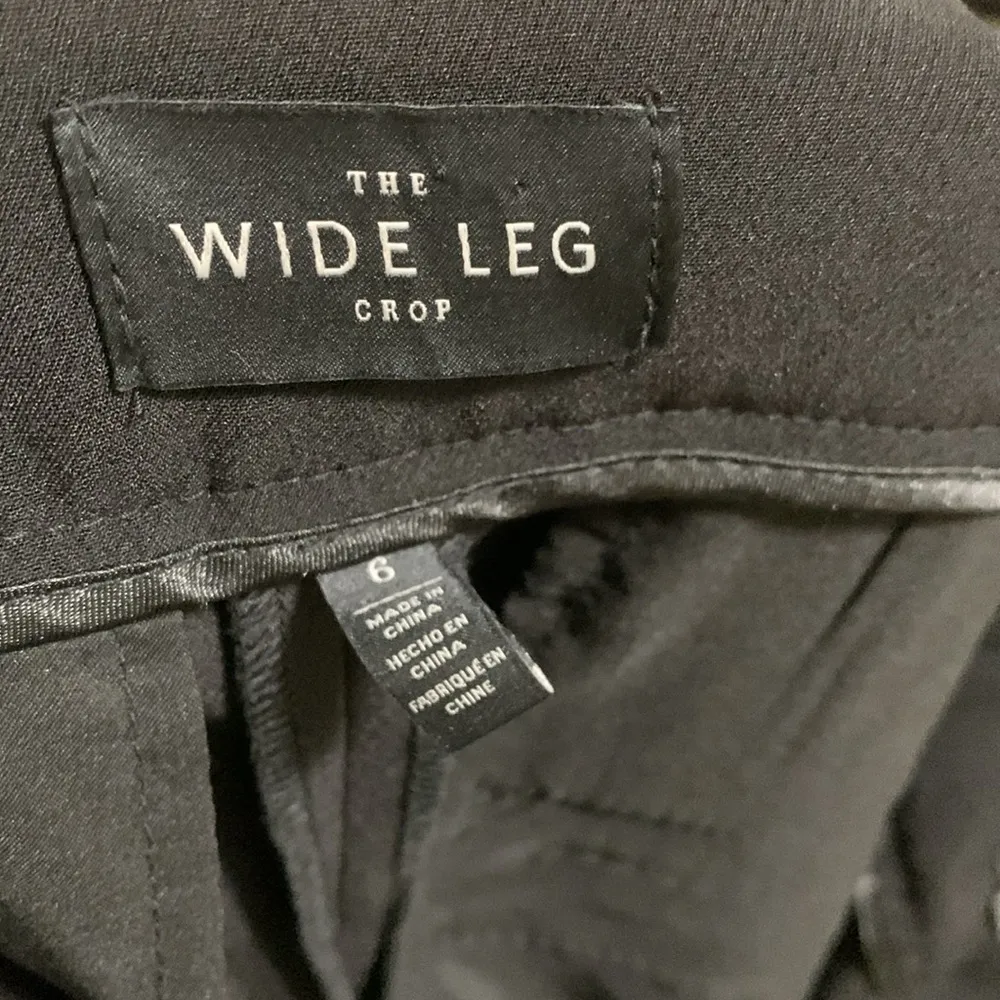 THE
WIDE LEG
CROP
6
MADE IN
CHINA
HECHO EN
CHINA
FABRIQUÉ EN
CHINE